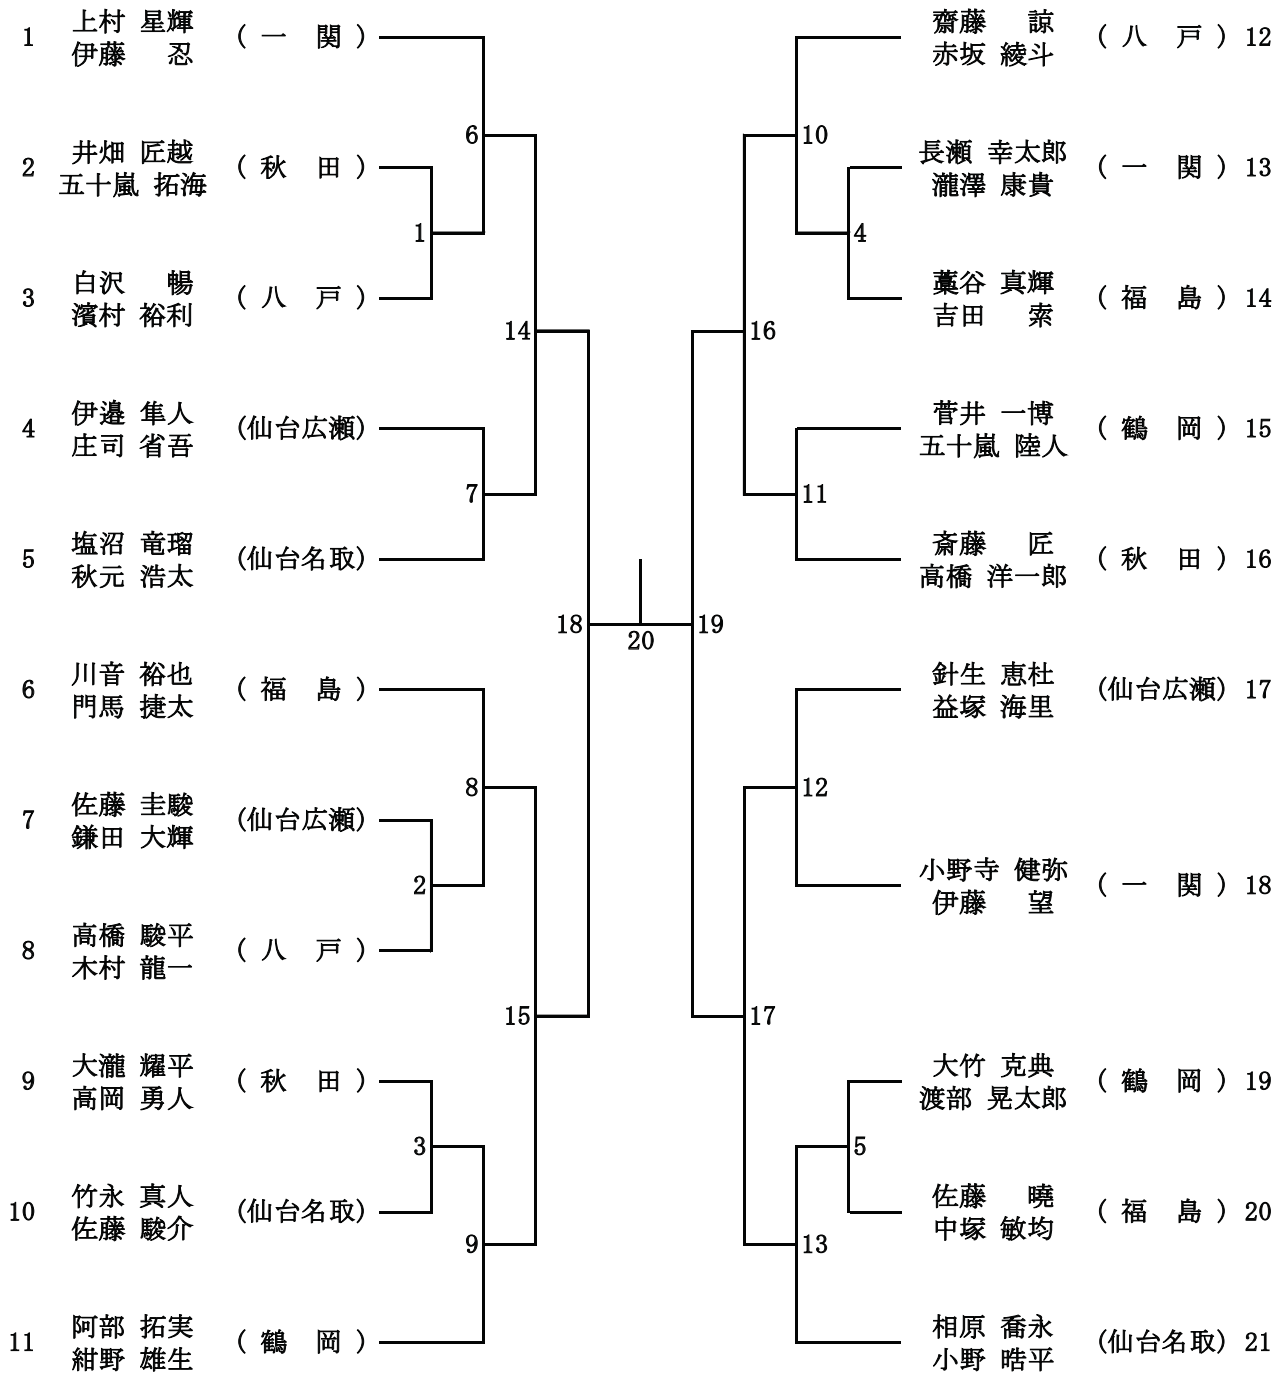 1 上村 星輝 ( 一 関 )
伊藤 忍
2 井畑 匠越 ( 秋 田 )
五十嵐 拓海
3 白沢 暢 ( 八 戸 )
濱村 裕利
4 伊邉 隼人 (仙台広瀬)
庄司 省吾
5 塩沼 竜瑠 (仙台名取)
秋元 浩太
6 川音 裕也 ( 福 島 )
門馬 捷太
7 佐藤 圭駿 (仙台広瀬)
鎌田 大輝
8 高橋 駿平 ( 八 戸 )
木村 龍一
9 大瀧 耀平 ( 秋 田 )
高岡 勇人
10 竹永 真人 (仙台名取)
佐藤 駿介
11 阿部 拓実 ( 鶴 岡 )
紺野 雄生
6
1
14
7
18
8
2
15
3
9
20
10
4
16
11
19
12
17
5
13
齋藤 諒 ( 八 戸 ) 12
赤坂 綾斗
長瀬 幸太郎 ( 一 関 ) 13
瀧澤 康貴
藁谷 真輝 ( 福 島 ) 14
吉田 索
菅井 一博 ( 鶴 岡 ) 15
五十嵐 陸人
斎藤 匠 ( 秋 田 ) 16
高橋 洋一郎
針生 恵杜 (仙台広瀬) 17
益塚 海里
小野寺 健弥 ( 一 関 ) 18
伊藤 望
大竹 克典 ( 鶴 岡 ) 19
渡部 晃太郎
佐藤 曉 ( 福 島 ) 20
中塚 敏均
相原 喬永 (仙台名取) 21
小野 晧平